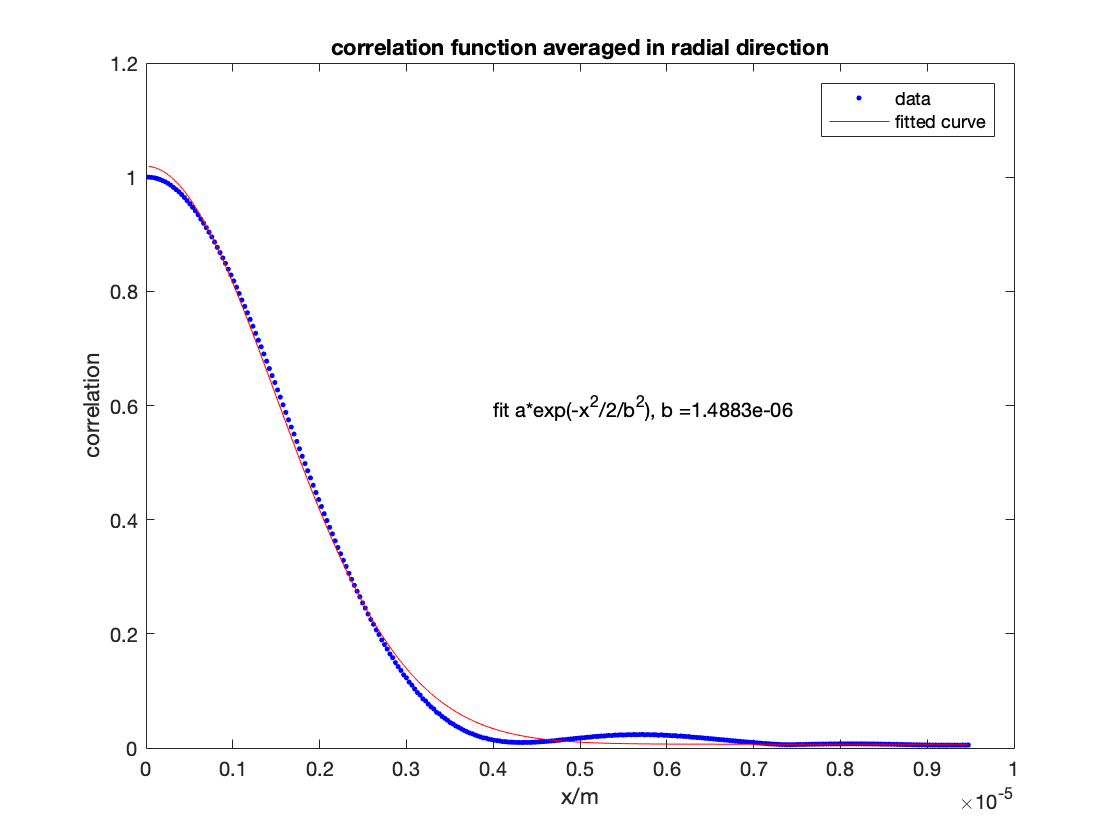 correlation function averaged in radial direction
1.2
data
fitted curve
1
0.8
correlation
0.6
fit a*exp(-x²/2/b²), b =1.4883e-06
0.4
0.2
0
0 0.1 0.2 0.3 0.4 0.5 0.6 0.7 0.8 0.9 1
x/m
×10⁻⁵